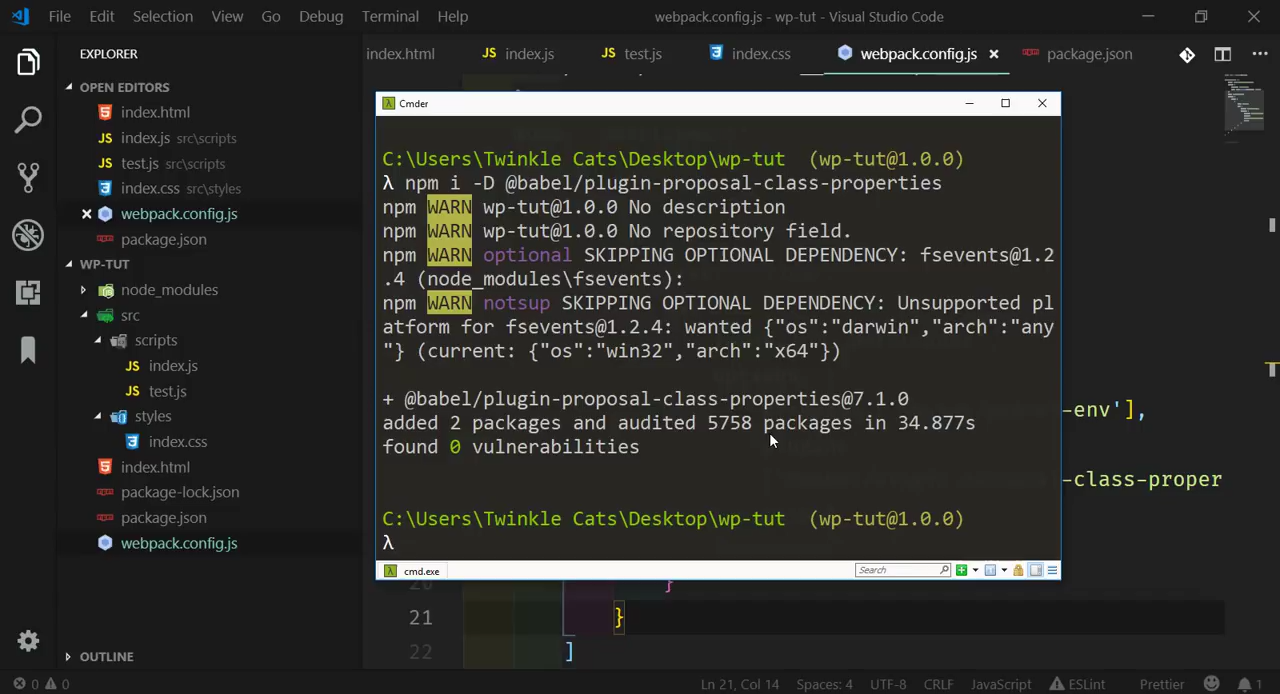 File Edit Selection View Go Debug Terminal Help
webpack.config.js - wp-tut - Visual Studio Code
EXPLORER
index.html
index.js
test.js
index.css
webpack.config.js
package.json
OPEN EDITORS
index.html
index.js src\scripts
test.js src\scripts
index.css src\styles
webpack.config.js
package.json
WP-TUT
node_modules
src
scripts
index.js
test.js
styles
index.css
index.html
package-lock.json
package.json
webpack.config.js
OUTLINE
Cmder
C:\Users\Twinkle Cats\Desktop\wp-tut (wp-tut@1.0.0)
λ npm i -D @babel/plugin-proposal-class-properties
npm WARN wp-tut@1.0.0 No description
npm WARN wp-tut@1.0.0 No repository field.
npm WARN optional SKIPPING OPTIONAL DEPENDENCY: fsevents@1.2
.4 (node_modules\fsevents):
npm WARN notsup SKIPPING OPTIONAL DEPENDENCY: Unsupported pl
atform for fsevents@1.2.4: wanted {"os":"darwin","arch":"any
"} (current: {"os":"win32","arch":"x64"})
+ @babel/plugin-proposal-class-properties@7.1.0
added 2 packages and audited 5758 packages in 34.877s
found 0 vulnerabilities
C:\Users\Twinkle Cats\Desktop\wp-tut (wp-tut@1.0.0)
λ
cmd.exe
Search
-env'],
-class-proper
}
21 }
22 ]
0 0
Ln 21, Col 14 Spaces: 4 UTF-8 CRLF JavaScript ESLint Prettier 1